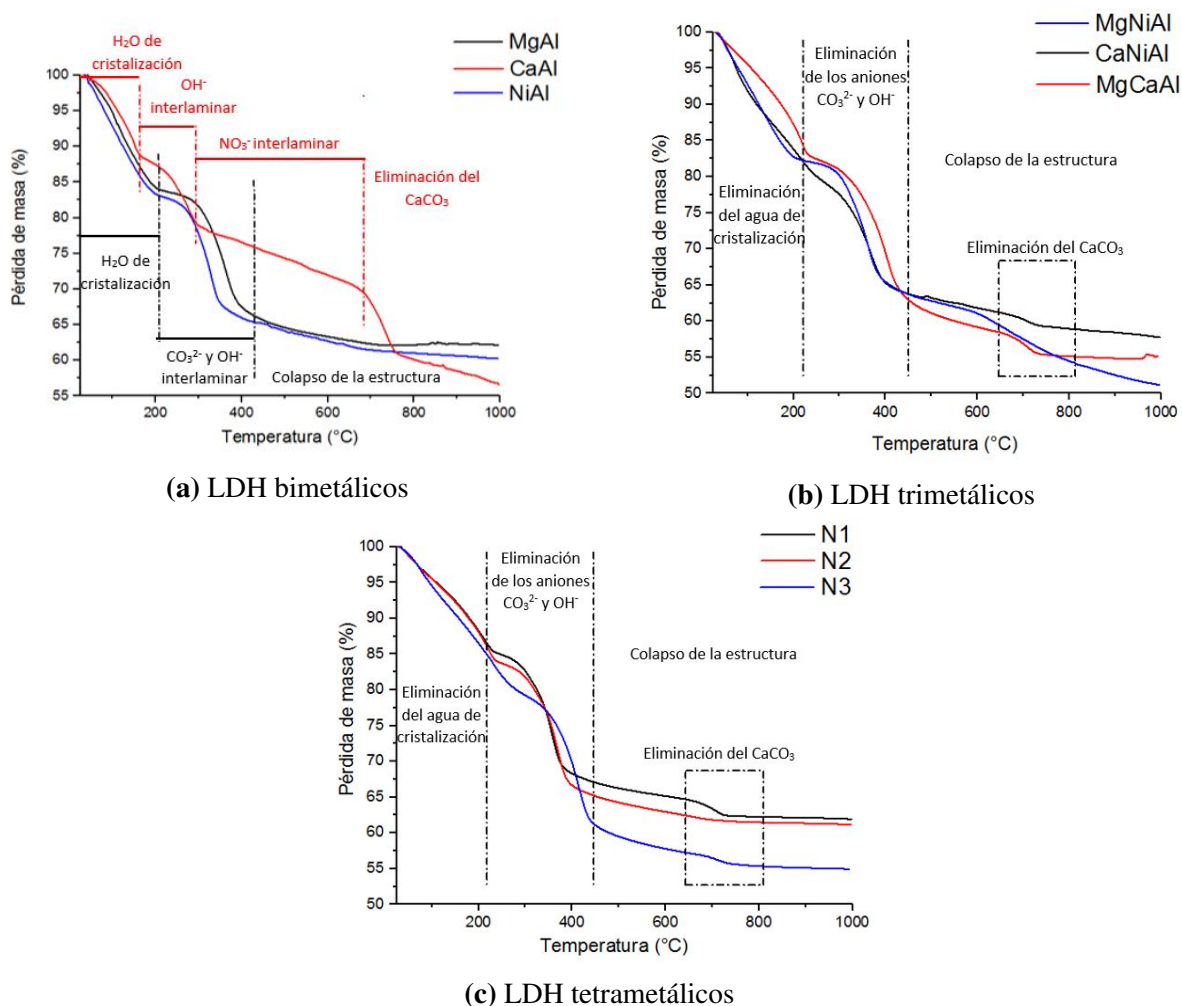 H₂O de
cristalización
OH⁻
interlaminar
NO₃⁻ interlaminar
Eliminación del
CaCO₃
H₂O de
cristalización
CO₃²⁻ y OH⁻
interlaminar
Colapso de la estructura
MgAl
CaAl
NiAl
Pérdida de masa (%)
100
95
90
85
80
75
70
65
60
55
200
400
600
800
1000
Temperatura (°C)
(a) LDH bimetálicos
MgNiAl
CaNiAl
MgCaAl
Eliminación
de los aniones
CO₃²⁻ y OH⁻
Colapso de la estructura
Eliminación
del agua de
cristalización
Eliminación del CaCO₃
Pérdida de masa (%)
100
95
90
85
80
75
70
65
60
55
50
200
400
600
800
1000
Temperatura (°C)
(b) LDH trimetálicos
N1
N2
N3
Eliminación
de los aniones
CO₃²⁻ y OH⁻
Colapso de la estructura
Eliminación
del agua de
cristalización
Eliminación del CaCO₃
Pérdida de masa (%)
100
95
90
85
80
75
70
65
60
55
50
200
400
600
800
1000
Temperatura (°C)
(c) LDH tetrametálicos